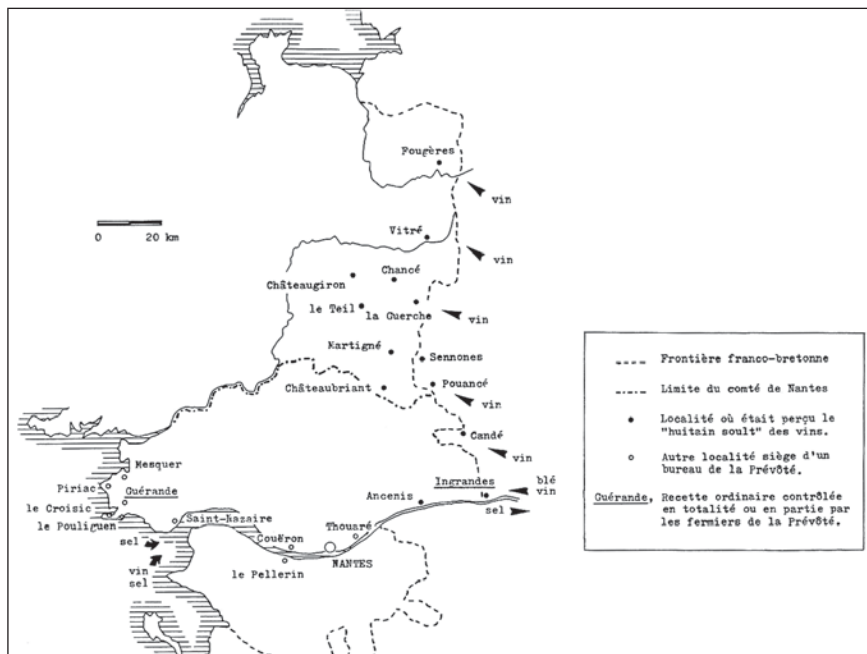 Fougères
vin
Vitré
vin
0 20 km
Chancé
Châteaugiron
le Teil
la Guerche
vin
Martigné
Sennones
Pouancé
Châteaubriant
vin
Candé
vin
Mesquer
Piriac
Guérande
Ingrandes
blé
vin
Ancenis
sel
le Croisic
le Pouliguen
Saint-Nazaire
Thouaré
Couëron
sel
NANTES
vin
sel
le Pellerin
Frontière franco-bretonne
Limite du comté de Nantes
Localité où était perçu le
"huitain soult" des vins.
Autre localité siège d'un
bureau de la Prévôté.
Guérande, Recette ordinaire contrôlée
en totalité ou en partie par
les fermiers de la Prévôté.